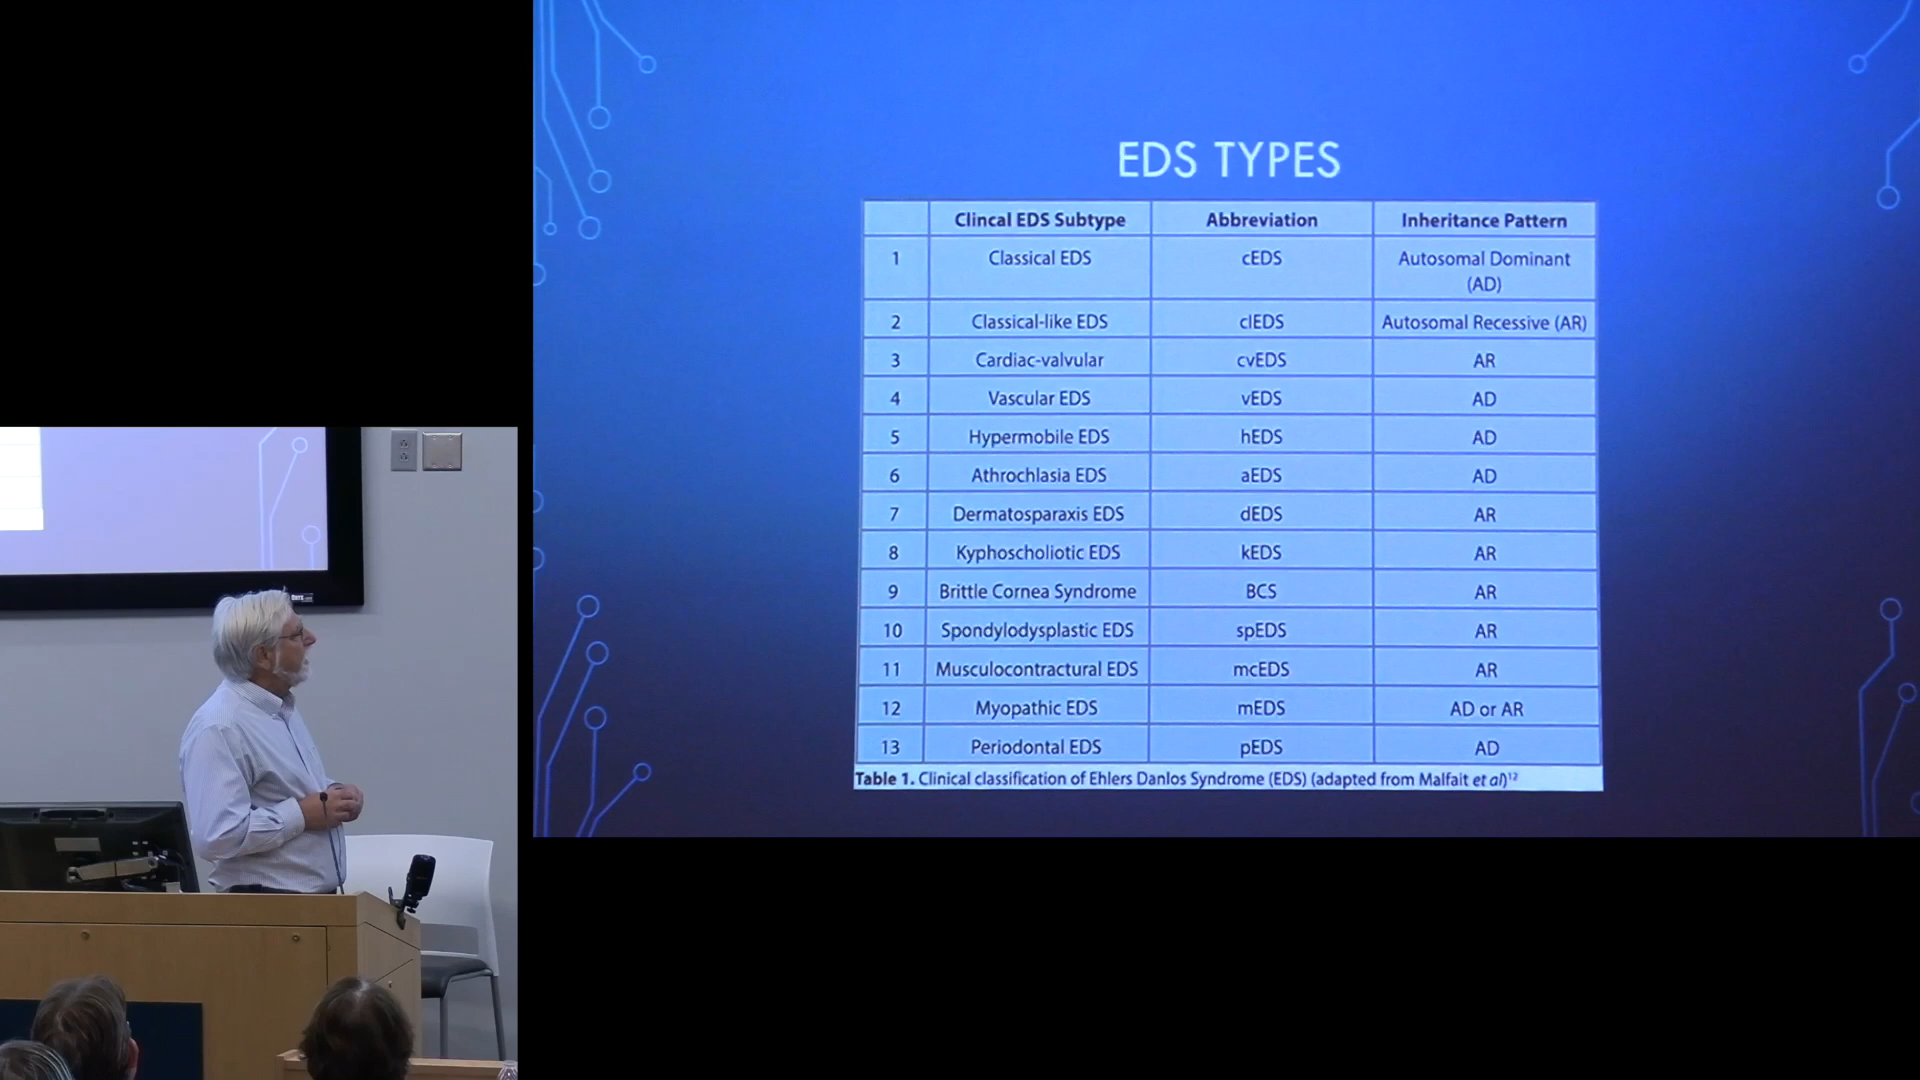 EDS TYPES
Clincal EDS Subtype Abbreviation Inheritance Pattern
1 Classical EDS cEDS Autosomal Dominant
(AD)
2 Classical-like EDS clEDS Autosomal Recessive (AR)
3 Cardiac-valvular cvEDS AR
4 Vascular EDS vEDS AD
5 Hypermobile EDS hEDS AD
6 Athrochlasia EDS aEDS AD
7 Dermatosparaxis EDS dEDS AR
8 Kyphoscholiotic EDS kEDS AR
9 Brittle Cornea Syndrome BCS AR
10 Spondylodysplastic EDS spEDS AR
11 Musculocontractural EDS mcEDS AR
12 Myopathic EDS mEDS AD or AR
13 Periodontal EDS pEDS AD
Table 1. Clinical classification of Ehlers Danlos Syndrome (EDS) (adapted from Malfait et al)¹²